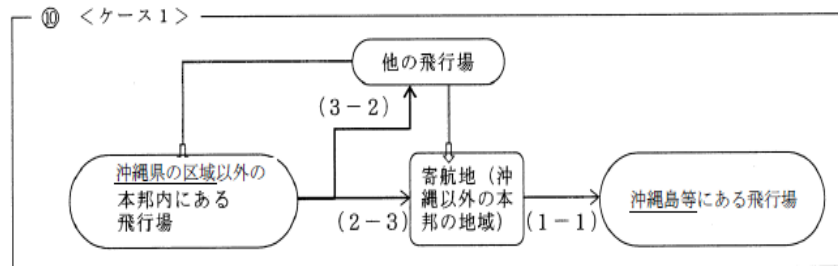 ⑩ <ケース1>
他の飛行場
(3-2)
沖縄県の区域以外の
本邦内にある
飛行場
(2-3)
寄航地(沖
縄以外の本
邦の地域)
(1-1)
沖縄島等にある飛行場